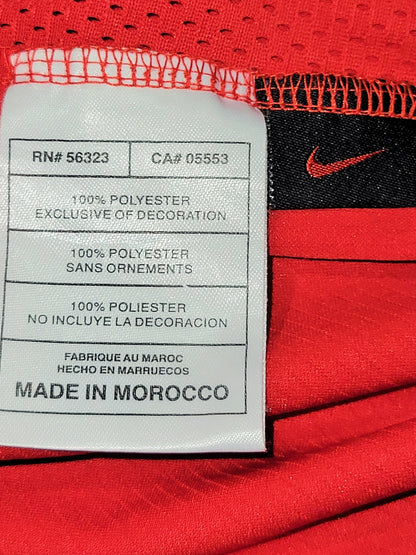 RN# 56323 CA# 05553
100% POLYESTER
EXCLUSIVE OF DECORATION
100% POLYESTER
SANS ORNEMENTS
100% POLIESTER
NO INCLUYE LA DECORACION
FABRIQUE AU MAROC
HECHO EN MARRUECOS
MADE IN MOROCCO